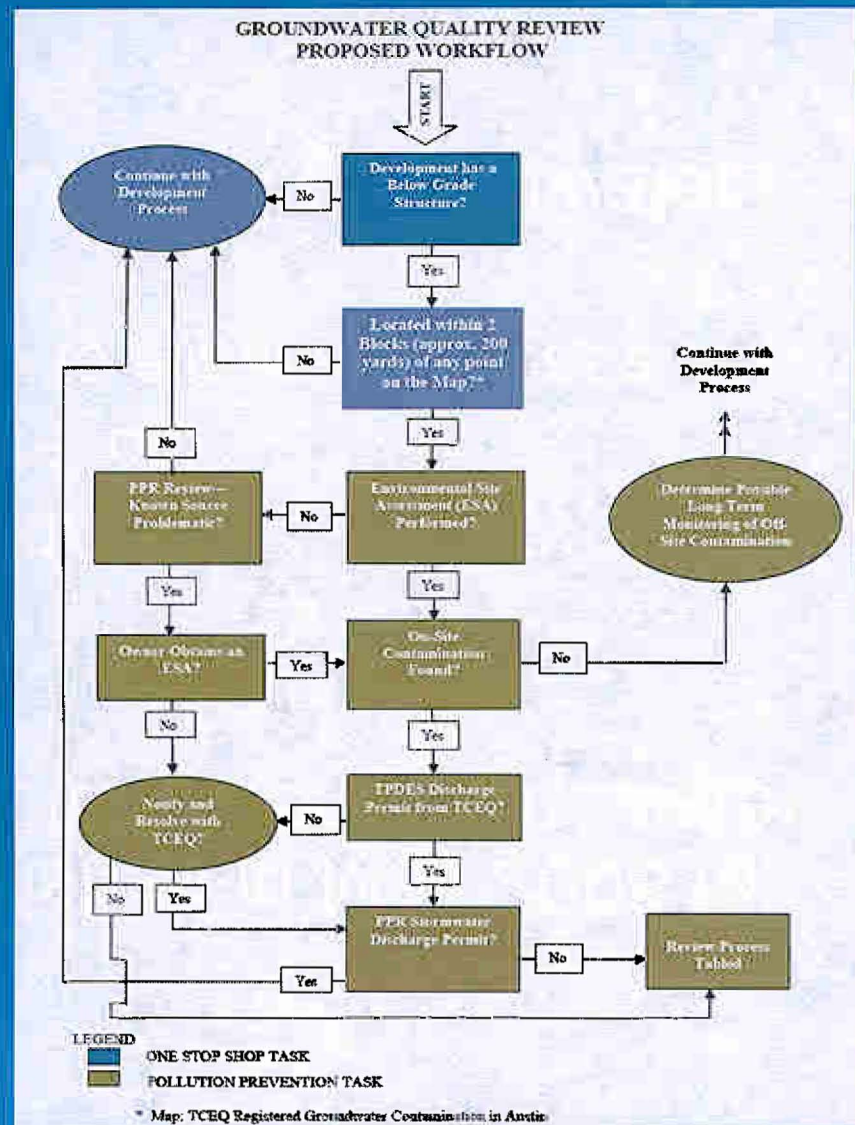 GROUNDWATER QUALITY REVIEW
PROPOSED WORKFLOW
START
Development has a
Below Grade
Structure?
No
Continue with
Development
Process
Yes
Located within 2
Blocks (approx. 200
yards) of any point
on the Map?*
No
Yes
Continue with
Development
Process
No
PPR Review—
Known Source
Problematic?
No
Environmental Site
Assessment (ESA)
Performed?
Determine Possible
Long Term
Monitoring of Off-
Site Contamination
Yes
Yes
Owner Obtains an
ESA?
Yes
On-Site
Contamination
Found?
No
No
Yes
Notify and
Resolve with
TCEQ?
No
TPDES Discharge
Permit from TCEQ?
No
Yes
Yes
Stormwater
Discharge Permit?
No
Review Process
Tabled
Yes
LEGEND
ONE STOP SHOP TASK
POLLUTION PREVENTION TASK
* Map: TCEQ Registered Groundwater Contamination in Austin